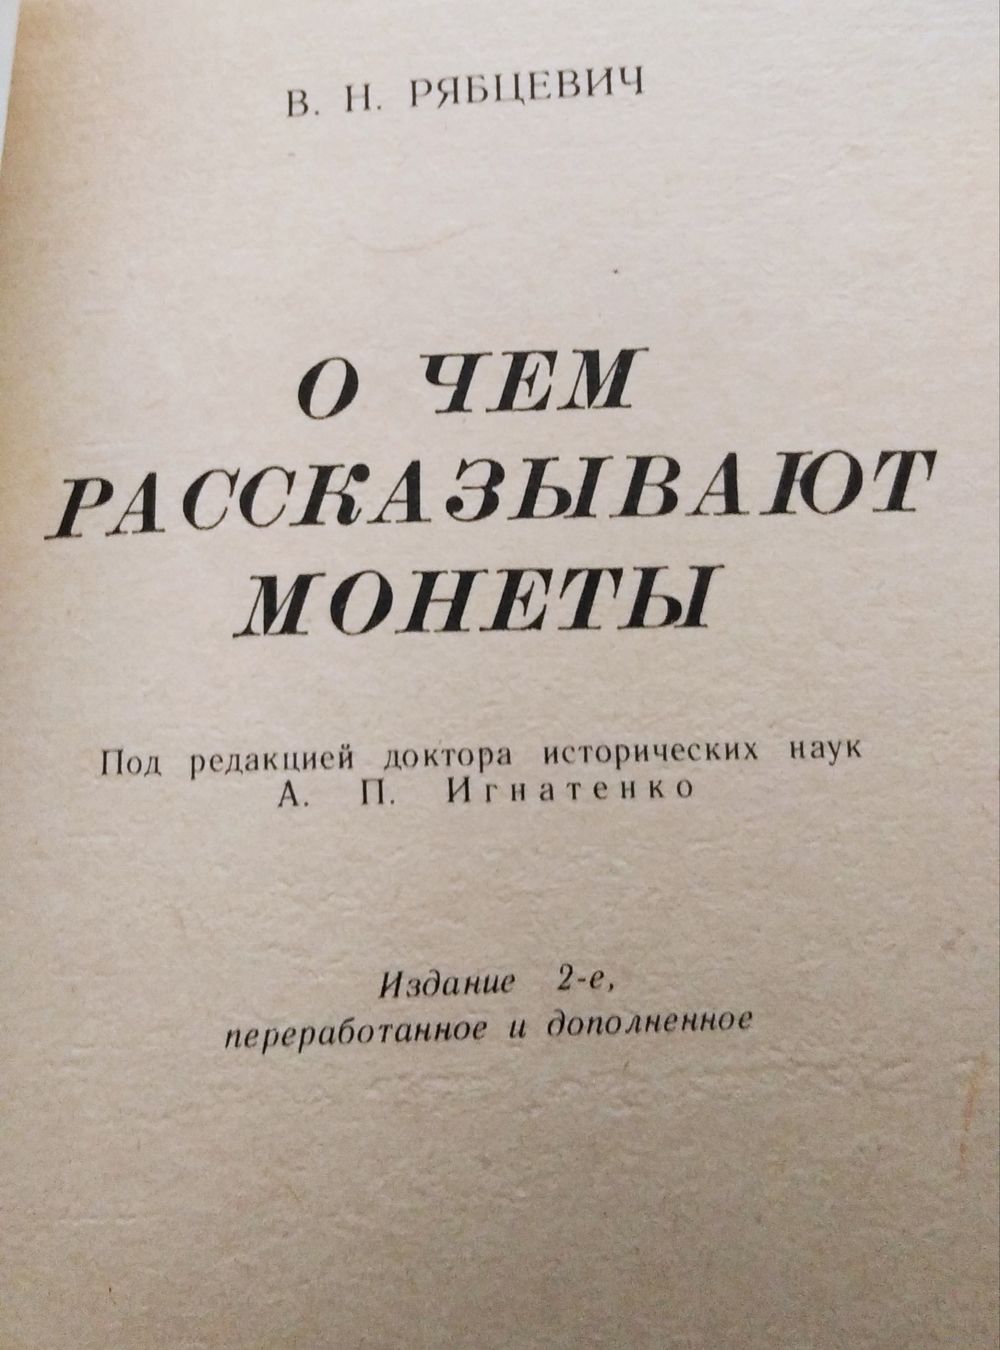 В. Н. РЯБЦЕВИЧ
О ЧЕМ
РАССКАЗЫВАЮТ
МОНЕТЫ
Под редакцией доктора исторических наук
А. П. Игнатенко
Издание 2-е,
переработанное и дополненное